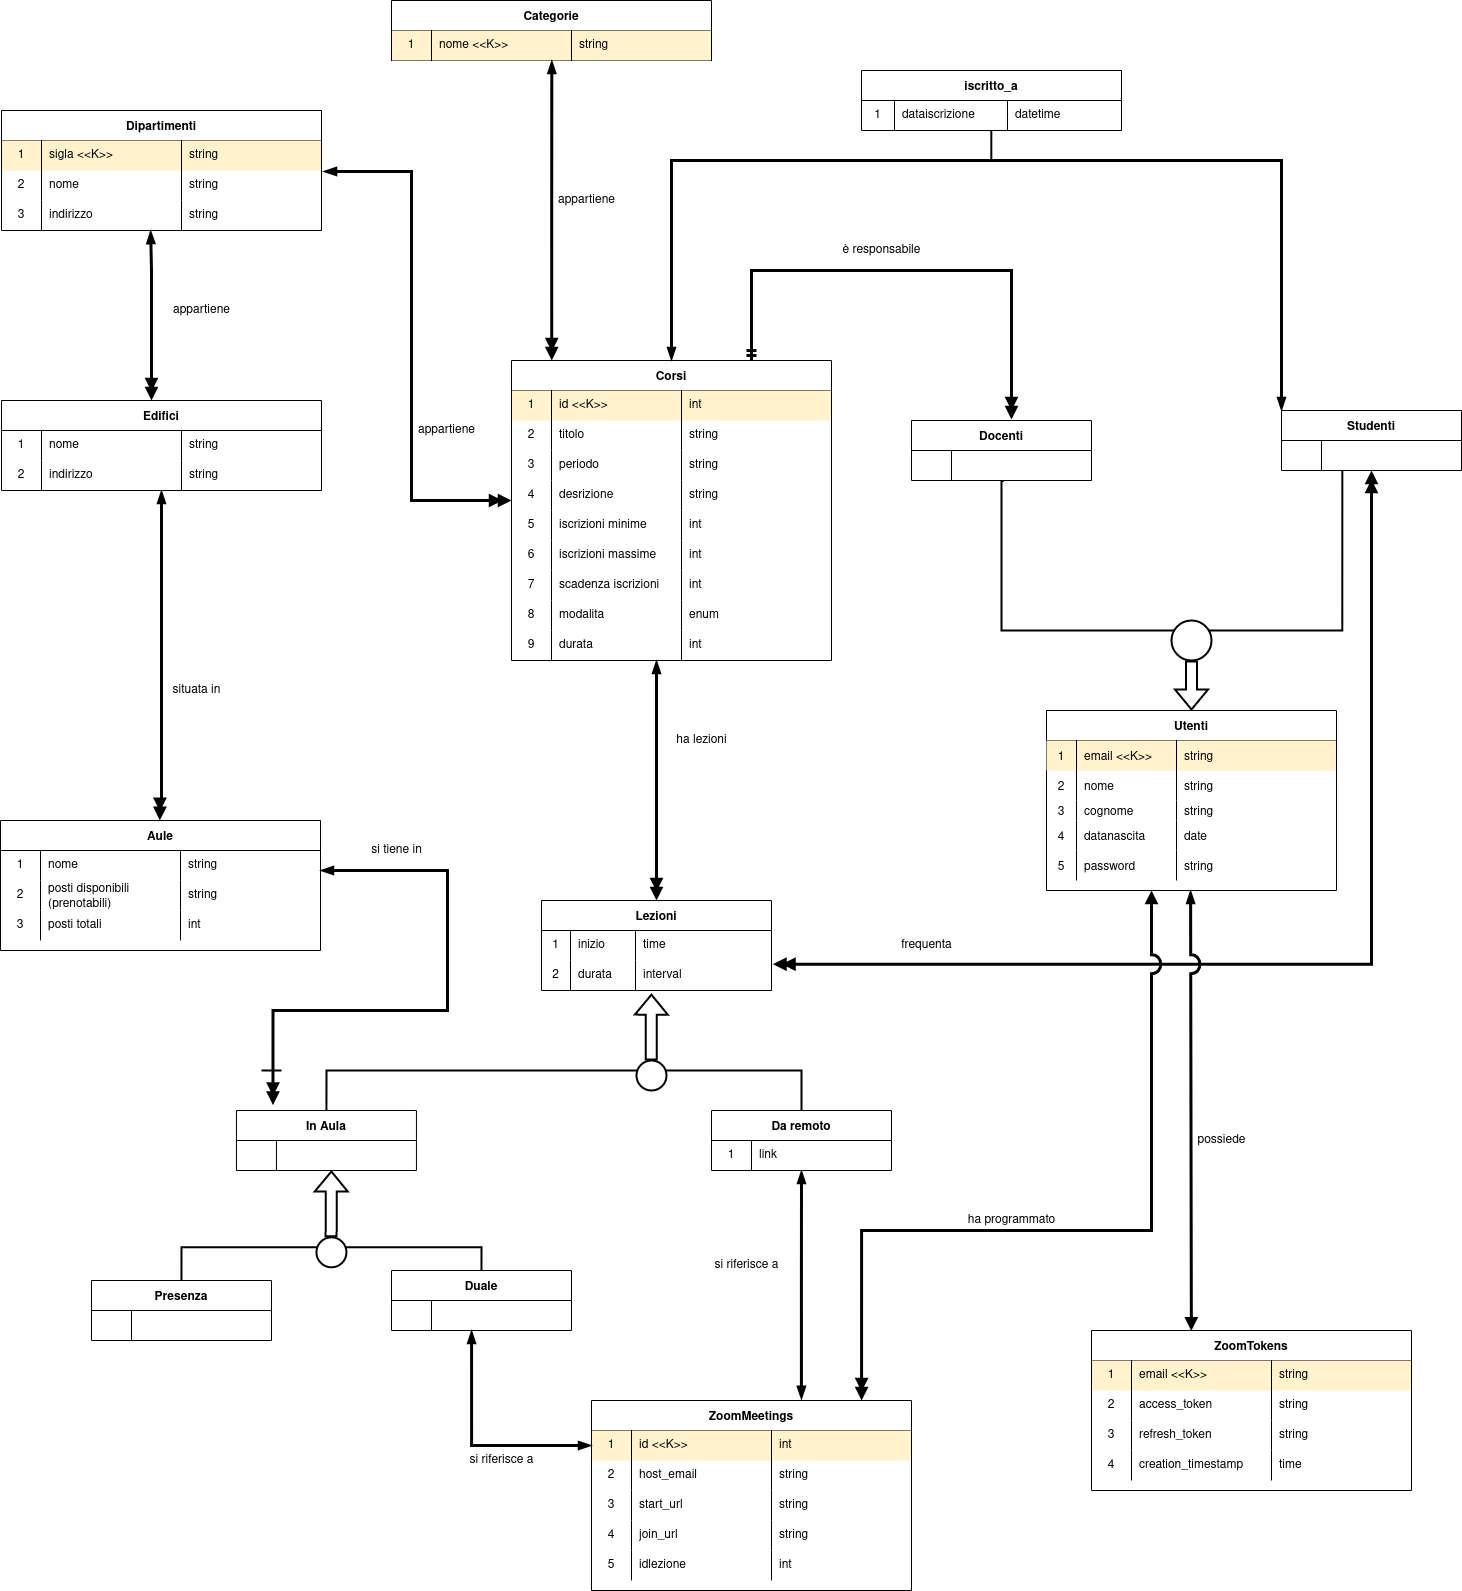 Categorie
1 nome <<K>> string
iscritto_a
1 dataiscrizione datetime
Dipartimenti
1 sigla <<K>> string
2 nome string
3 indirizzo string
appartiene
è responsabile
appartiene
Corsi
1 id <<K>> int
2 titolo string
3 periodo string
4 desrizione string
5 iscrizioni minime int
6 iscrizioni massime int
7 scadenza iscrizioni int
8 modalita enum
9 durata int
Docenti
Studenti
Edifici
1 nome string
2 indirizzo string
appartiene
situata in
ha lezioni
Utenti
1 email <<K>> string
2 nome string
3 cognome string
4 datanascita date
5 password string
Aule
1 nome string
2 posti disponibili
(prenotabili) string
3 posti totali int
si tiene in
Lezioni
1 inizio time
2 durata interval
frequenta
In Aula
Da remoto
1 link
possiede
ha programmato
si riferisce a
Presenza
Duale
si riferisce a
ZoomMeetings
1 id <<K>> int
2 host_email string
3 start_url string
4 join_url string
5 idlezione int
ZoomTokens
1 email <<K>> string
2 access_token string
3 refresh_token string
4 creation_timestamp time